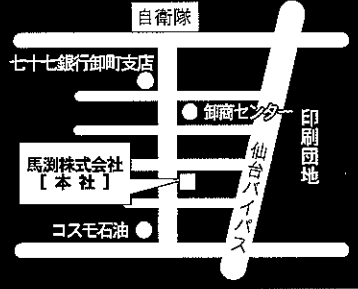 自衛隊
七十七銀行卸町支店
卸商センター
印刷団地
馬渕株式会社
[ 本 社 ]
仙台バイパス
コスモ石油